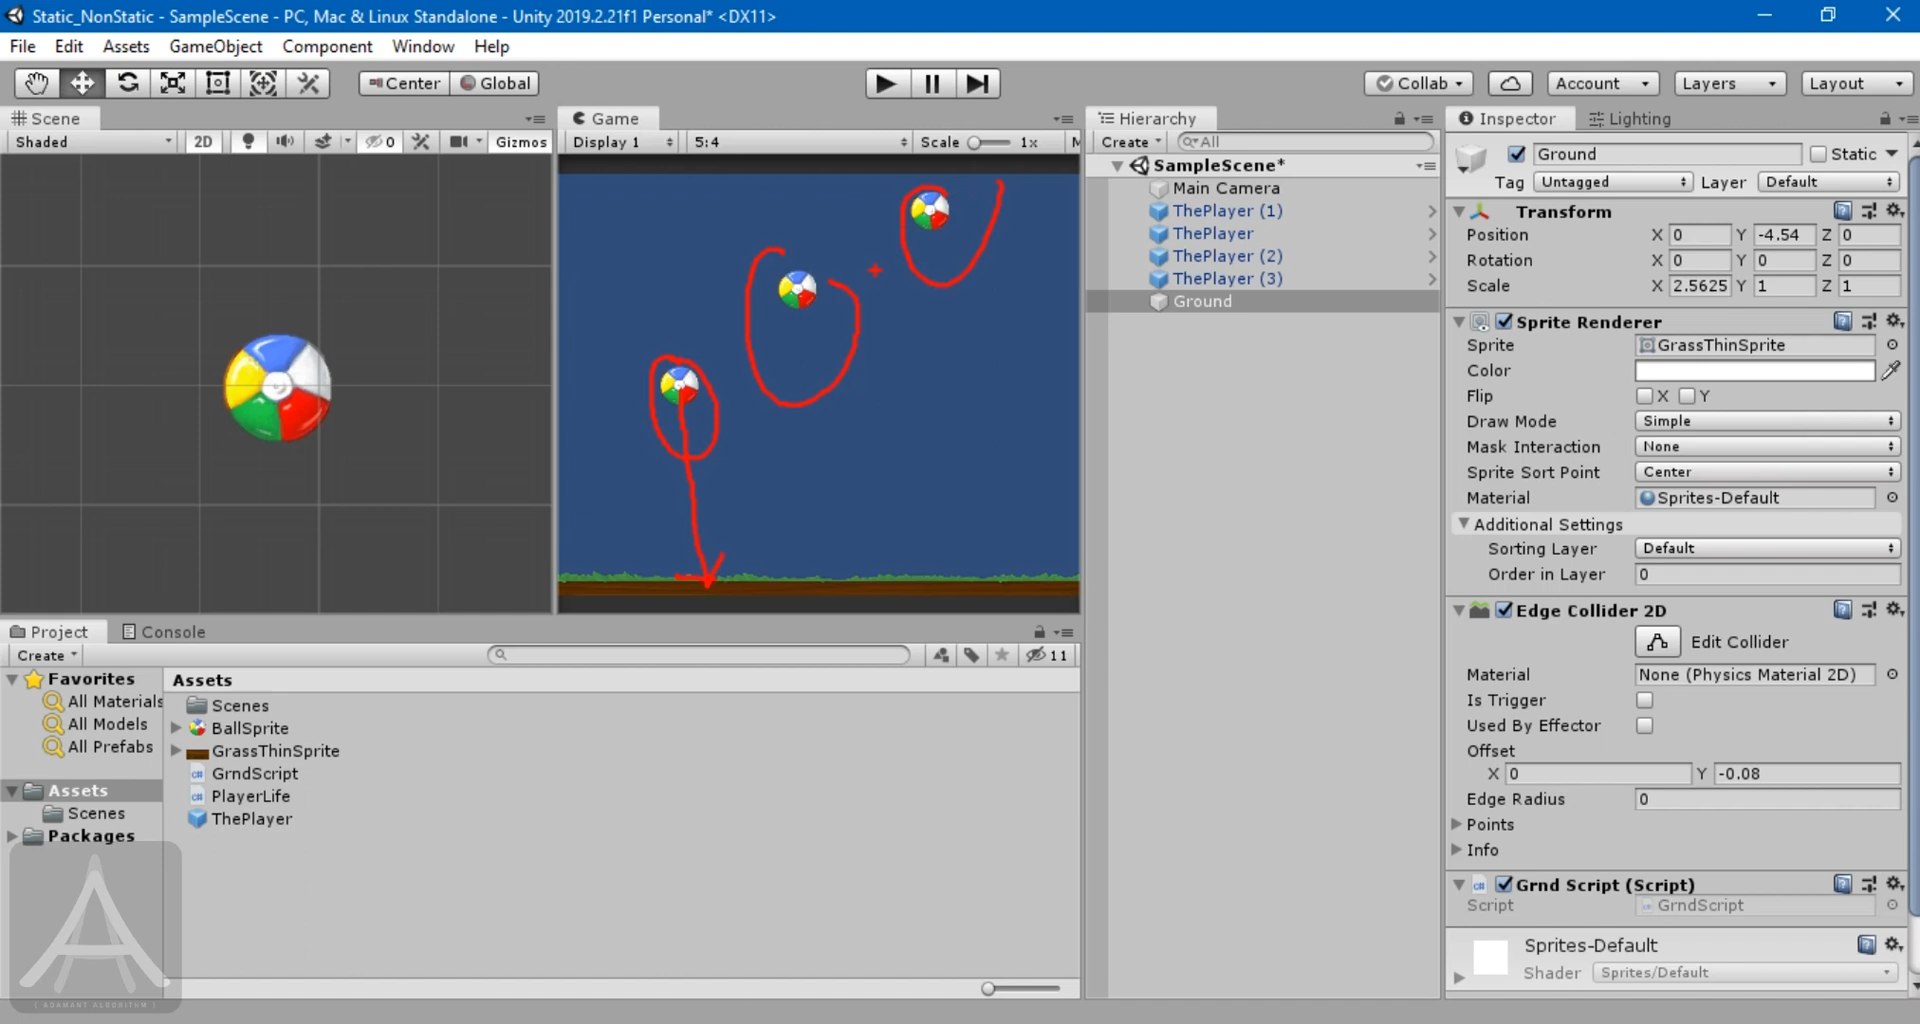 Static_NonStatic - SampleScene - PC, Mac & Linux Standalone - Unity 2019.2.21f1 Personal* <DX11>
File Edit Assets GameObject Component Window Help
Center Global Collab Account Layers Layout
Scene
Shaded 2D 0 Gizmos
Game
Display 1 5:4 Scale 1x M
Hierarchy
Create All
SampleScene*
Main Camera
ThePlayer (1)
ThePlayer
ThePlayer (2)
ThePlayer (3)
Ground
Inspector Lighting
Ground Static
Tag Untagged Layer Default
Transform
Position X 0 Y -4.54 Z 0
Rotation X 0 Y 0 Z 0
Scale X 2.5625 Y 1 Z 1
Sprite Renderer
Sprite GrassThinSprite
Color
Flip X Y
Draw Mode Simple
Mask Interaction None
Sprite Sort Point Center
Material Sprites-Default
Additional Settings
Sorting Layer Default
Order in Layer 0
Edge Collider 2D
Edit Collider
Material None (Physics Material 2D)
Is Trigger
Used By Effector
Offset
X 0 Y -0.08
Edge Radius 0
Points
Info
Grnd Script (Script)
Script GrndScript
Sprites-Default
Shader Sprites/Default
Project Console
Create 11
Favorites
All Materials
All Models
All Prefabs
Assets
Scenes
Packages
Assets
Scenes
BallSprite
GrassThinSprite
GrndScript
PlayerLife
ThePlayer
[ ADAMANT ALGORITHM ]